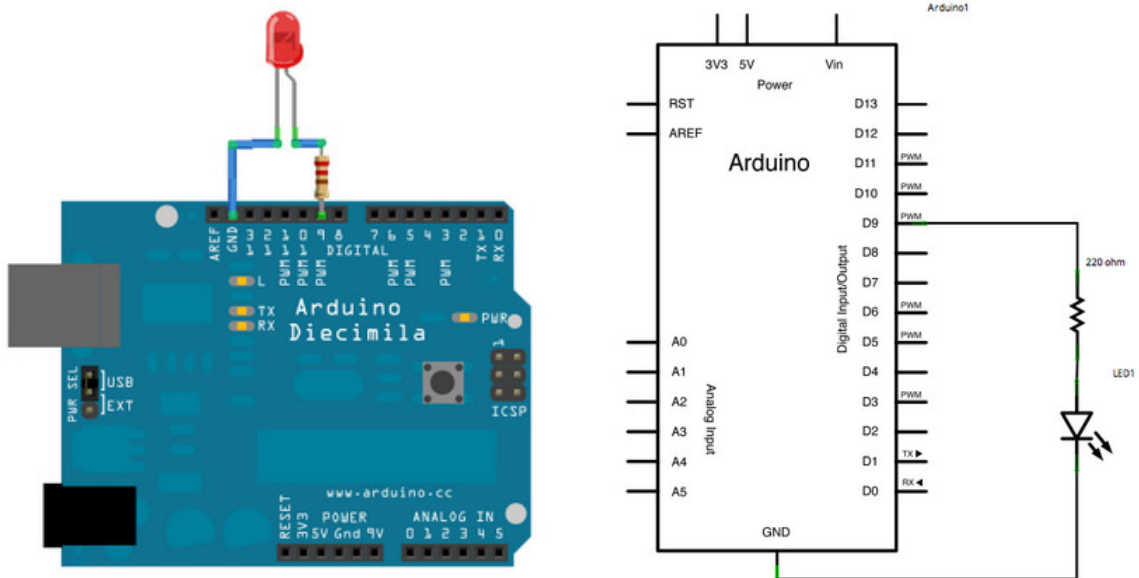 AREF
GND
13
12
11
10
9
8
7
6
5
4
3
2
TX 1
RX 0
DIGITAL
PWM
PWM
PWM
PWM
PWM
PWM
L
TX
RX
Arduino
Diecimila
PWR
1
ICSP
PWR SEL
USB
EXT
www.arduino.cc
RESET
3V3
5V Gnd 9V
POWER
ANALOG IN
0 1 2 3 4 5
Arduino1
3V3 5V Vin
Power
RST
AREF
Arduino
D13
D12
D11 PWM
D10 PWM
D9 PWM
D8
D7
D6 PWM
D5 PWM
D4
D3 PWM
D2
D1 TX ▶
D0 RX ◀
Digital Input/Output
A0
A1
A2
A3
A4
A5
Analog Input
GND
220 ohm
LED1